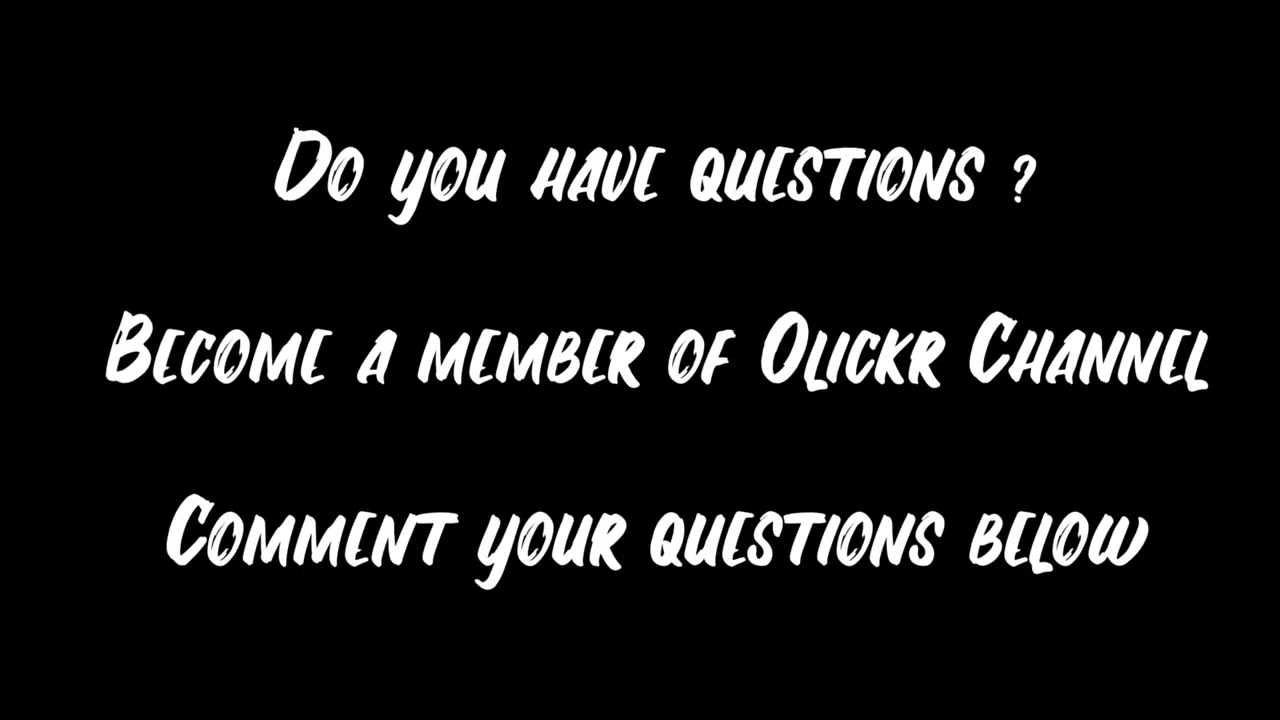 Do you have questions ?
Become a member of Olickr Channel
Comment your questions below